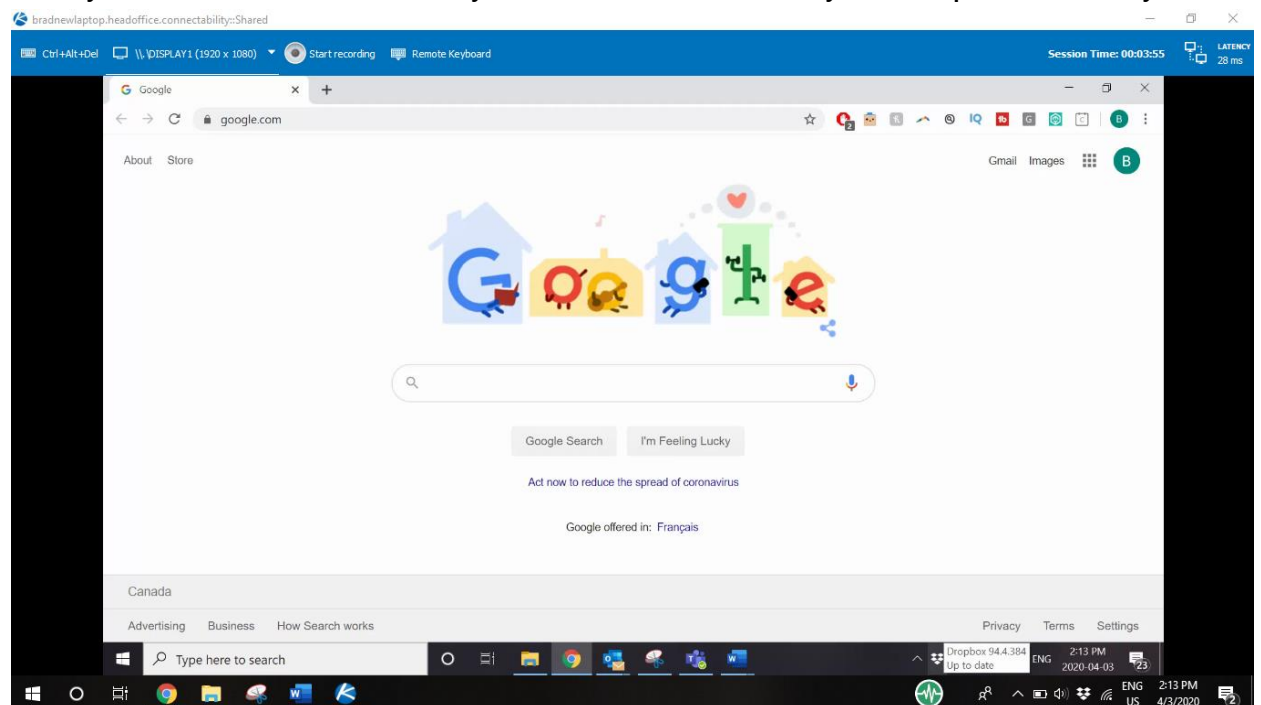 bradnewlaptop.headoffice.connectability::Shared
Ctrl+Alt+Del \\.\DISPLAY1 (1920 x 1080) Start recording Remote Keyboard Session Time: 00:03:55 LATENCY
28 ms
Google
google.com
About Store Gmail Images B
Google
Google Search I'm Feeling Lucky
Act now to reduce the spread of coronavirus
Google offered in: Français
Canada
Advertising Business How Search works Privacy Terms Settings
Type here to search Dropbox 94.4.384 ENG 2:13 PM
Up to date 2020-04-03 23
ENG 2:13 PM
US 4/3/2020 2